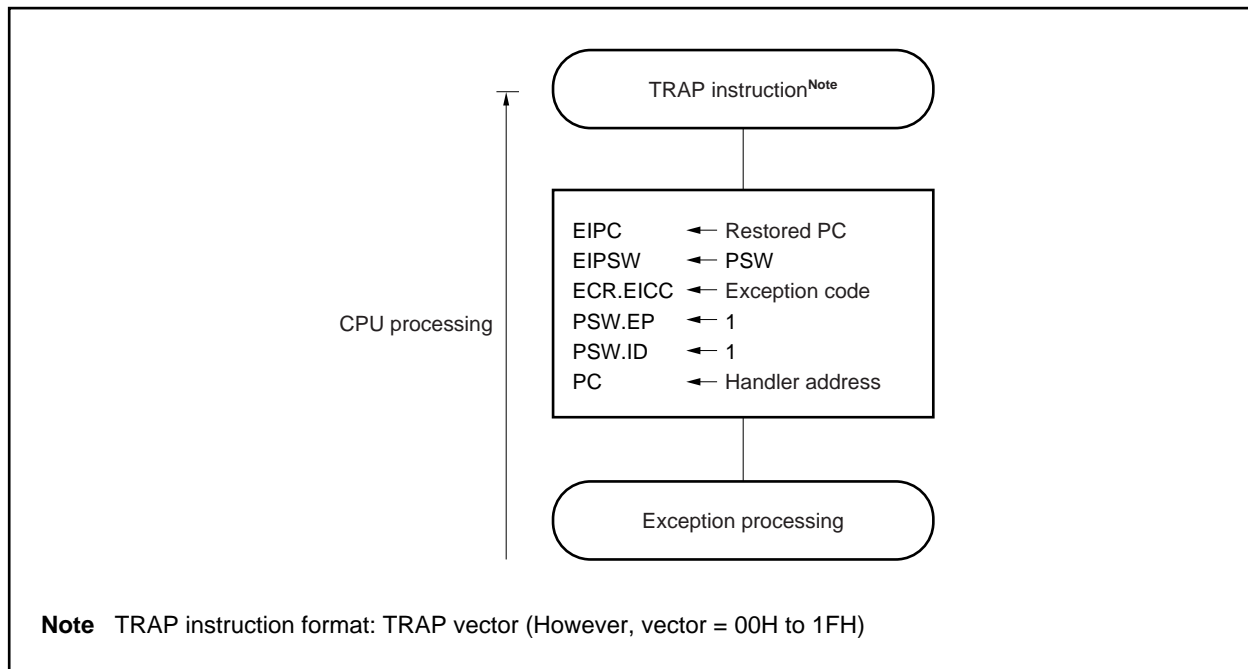 TRAP instructionNote
CPU processing
EIPC ← Restored PC
EIPSW ← PSW
ECR.EICC ← Exception code
PSW.EP ← 1
PSW.ID ← 1
PC ← Handler address
Exception processing
Note TRAP instruction format: TRAP vector (However, vector = 00H to 1FH)